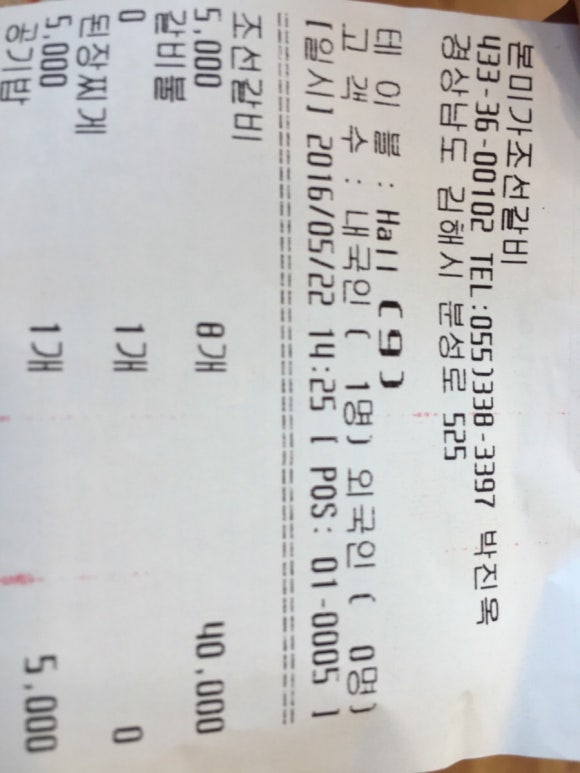 본미가조선갈비
433-36-00102 TEL:055)338-3397 박진옥
경상남도 김해시 분성로 525
테 이 블 : Hall (9)
고 객 수 : 내국인 ( 1명) 외국인 ( 0명)
[일시] 2016/05/22 14:25 [ POS: 01-0005 ]
조선갈비
5,000 8개 40,000
갈비불
0 1개 0
된장찌게
5,000 1개 5,000
공기밥